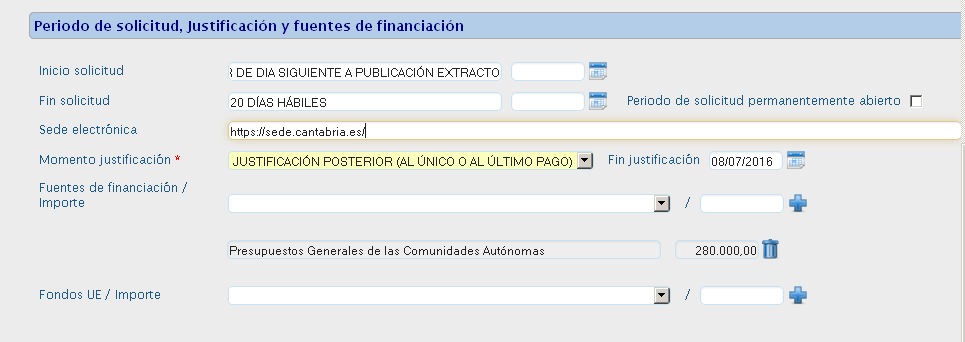 Periodo de solicitud, Justificación y fuentes de financiación
Inicio solicitud DE DIA SIGUIENTE A PUBLICACIÓN EXTRACTO
Fin solicitud 20 DÍAS HÁBILES Periodo de solicitud permanentemente abierto
Sede electrónica https://sede.cantabria.es/
Momento justificación * JUSTIFICACIÓN POSTERIOR (AL ÚNICO O AL ÚLTIMO PAGO) Fin justificación 08/07/2016
Fuentes de financiación /
Importe /
Presupuestos Generales de las Comunidades Autónomas 280.000,00
Fondos UE / Importe /